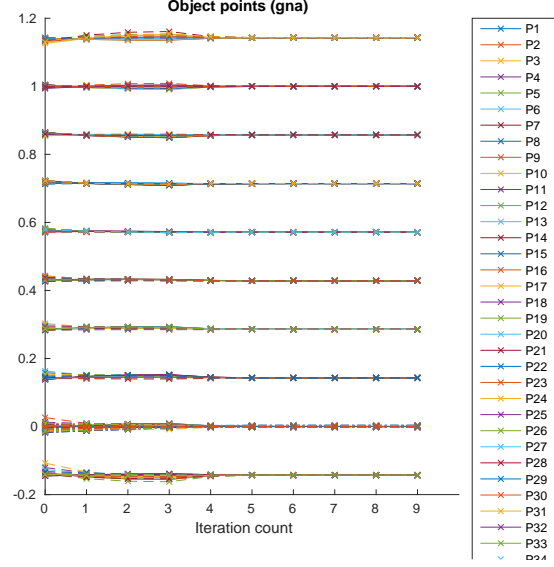 Object points (gna)
1.2
1
0.8
0.6
0.4
0.2
0
-0.2
0 1 2 3 4 5 6 7 8 9
Iteration count
P1
P2
P3
P4
P5
P6
P7
P8
P9
P10
P11
P12
P13
P14
P15
P16
P17
P18
P19
P20
P21
P22
P23
P24
P25
P26
P27
P28
P29
P30
P31
P32
P33
P34